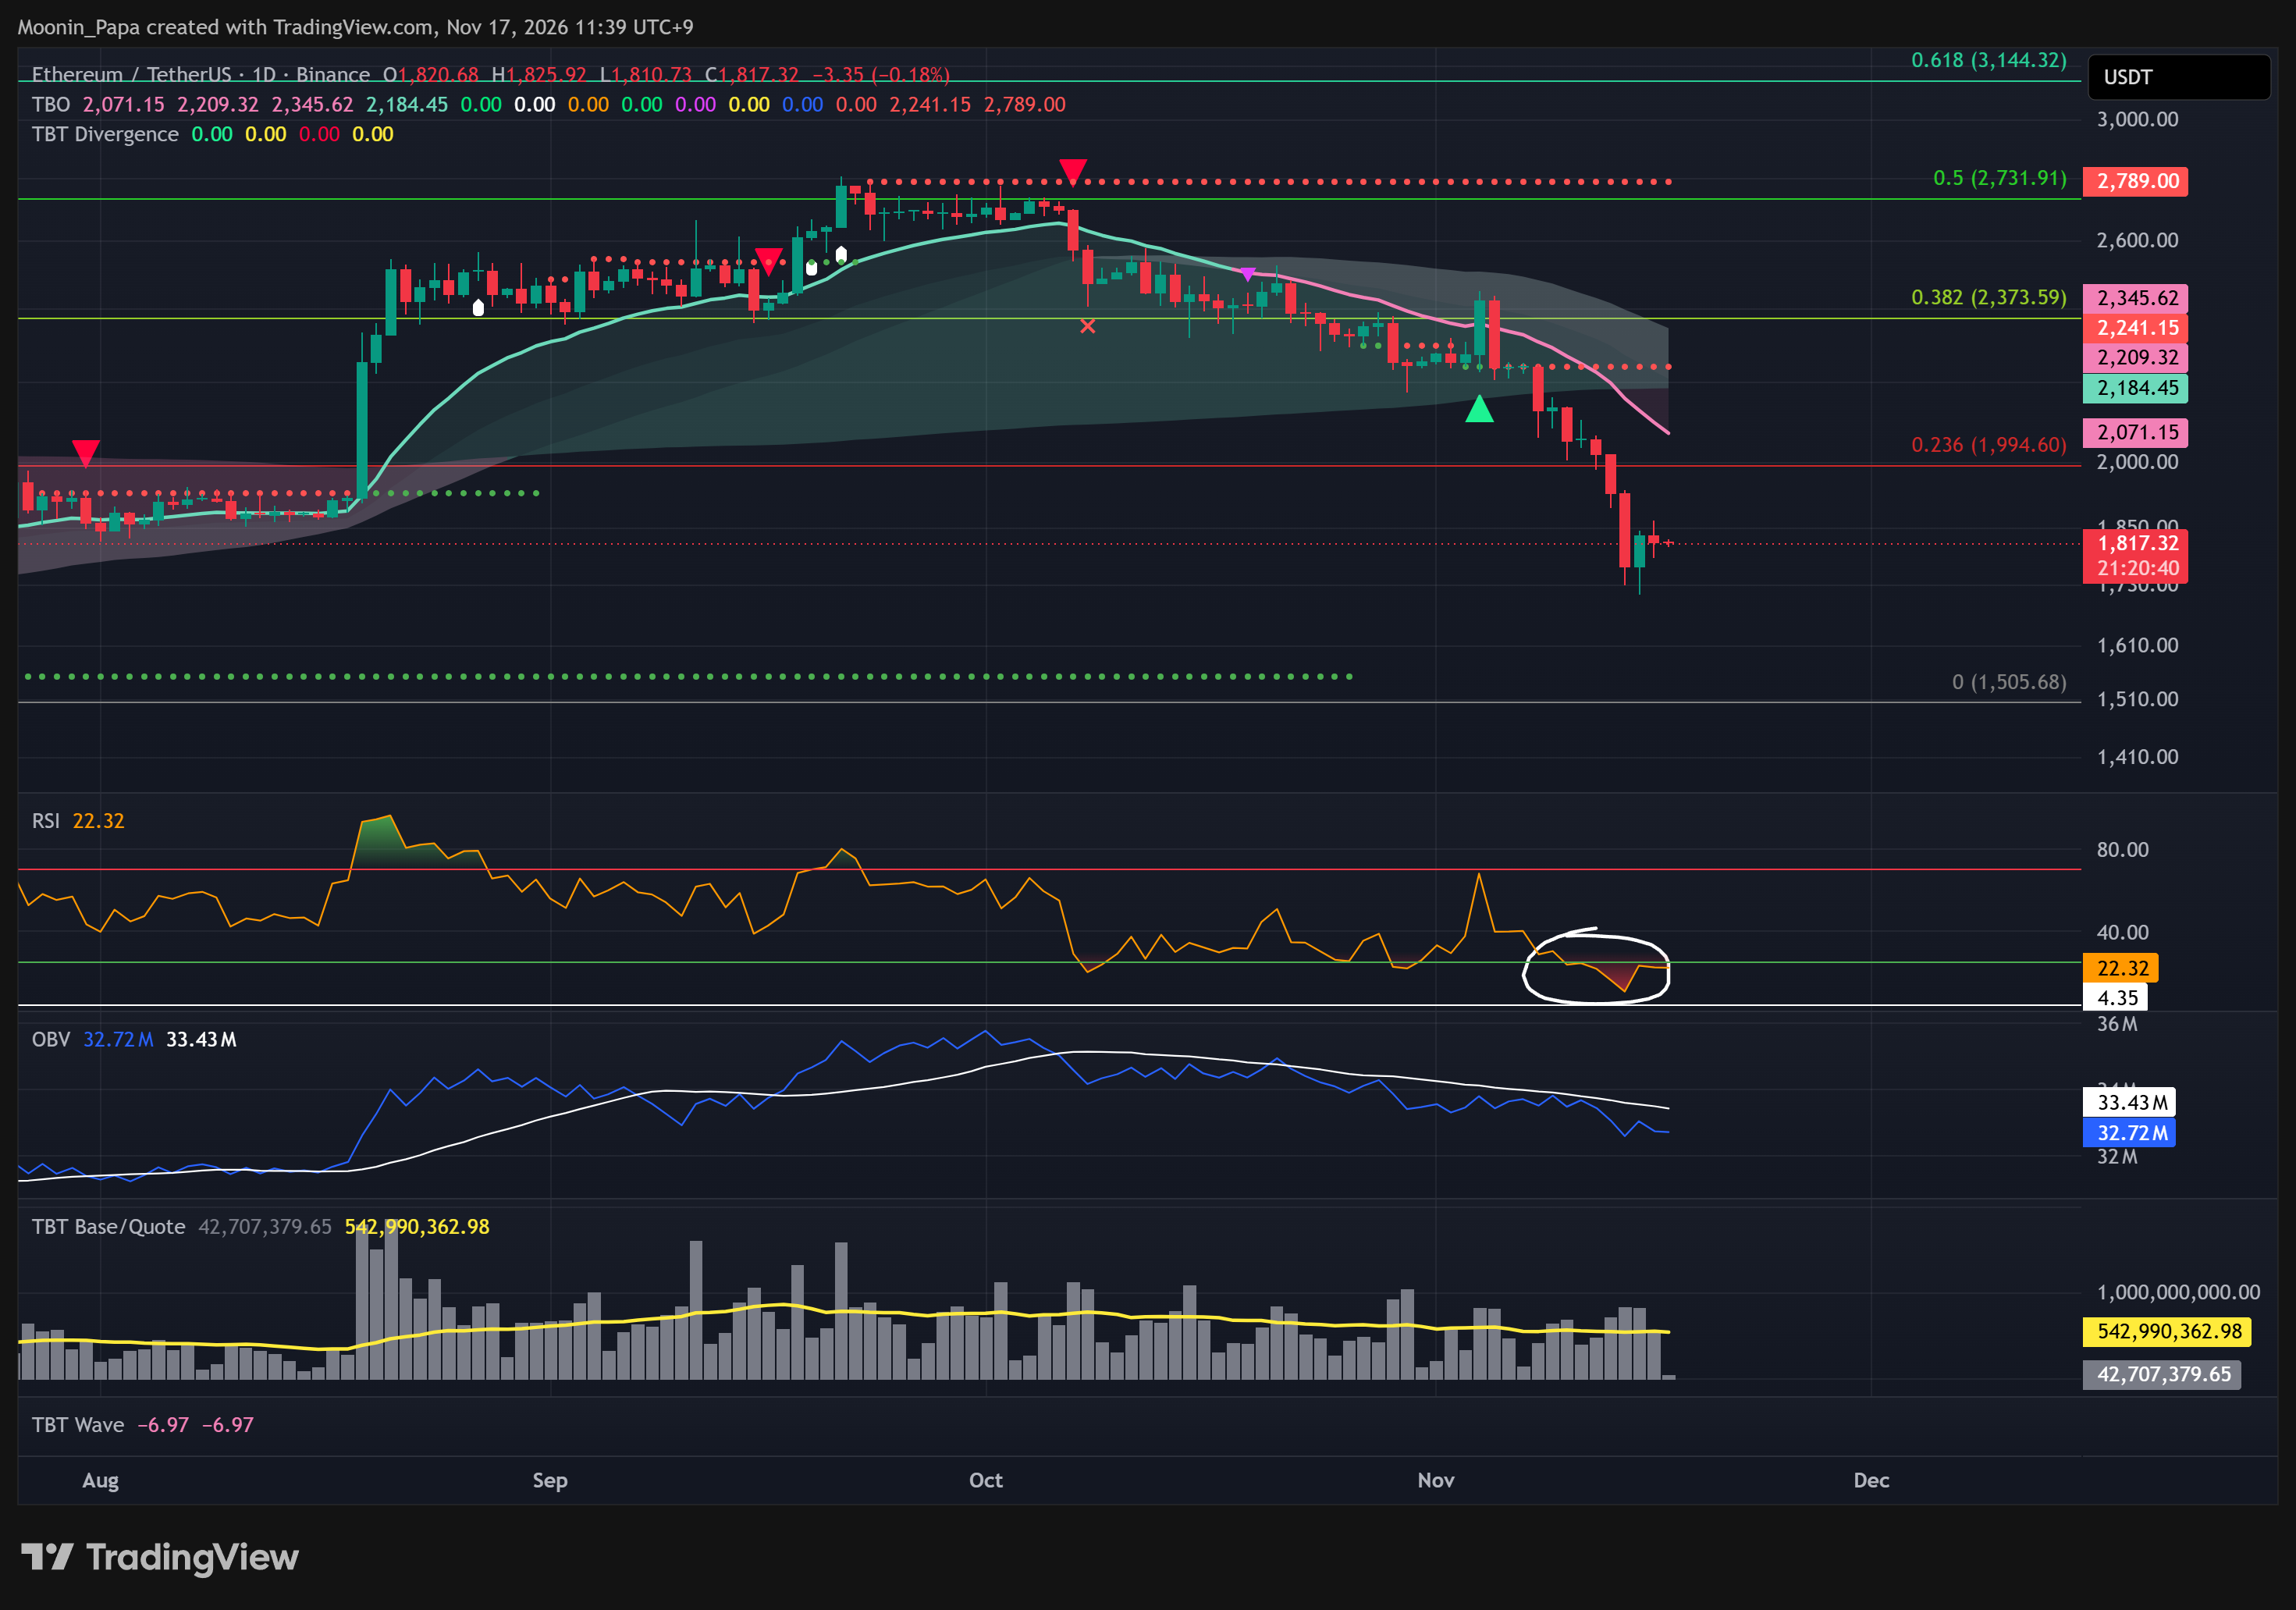 Moonin_Papa created with TradingView.com, Nov 17, 2026 11:39 UTC+9
Ethereum / TetherUS · 1D · Binance O1,820.68 H1,825.92 L1,810.73 C1,817.32 −3.35 (−0.18%)
TBO 2,071.15 2,209.32 2,345.62 2,184.45 0.00 0.00 0.00 0.00 0.00 0.00 0.00 0.00 2,241.15 2,789.00
TBT Divergence 0.00 0.00 0.00 0.00
0.618 (3,144.32)
USDT
3,000.00
0.5 (2,731.91)
2,789.00
2,600.00
0.382 (2,373.59)
2,345.62
2,241.15
2,209.32
2,184.45
2,071.15
0.236 (1,994.60)
2,000.00
1,850.00
1,817.32
21:20:40
1,730.00
1,610.00
0 (1,505.68)
1,510.00
1,410.00
RSI 22.32
80.00
40.00
22.32
4.35
OBV 32.72 M 33.43 M
36 M
34 M
33.43 M
32.72 M
32 M
TBT Base/Quote 42,707,379.65 542,990,362.98
1,000,000,000.00
542,990,362.98
42,707,379.65
TBT Wave −6.97 −6.97
Aug Sep Oct Nov Dec
TradingView